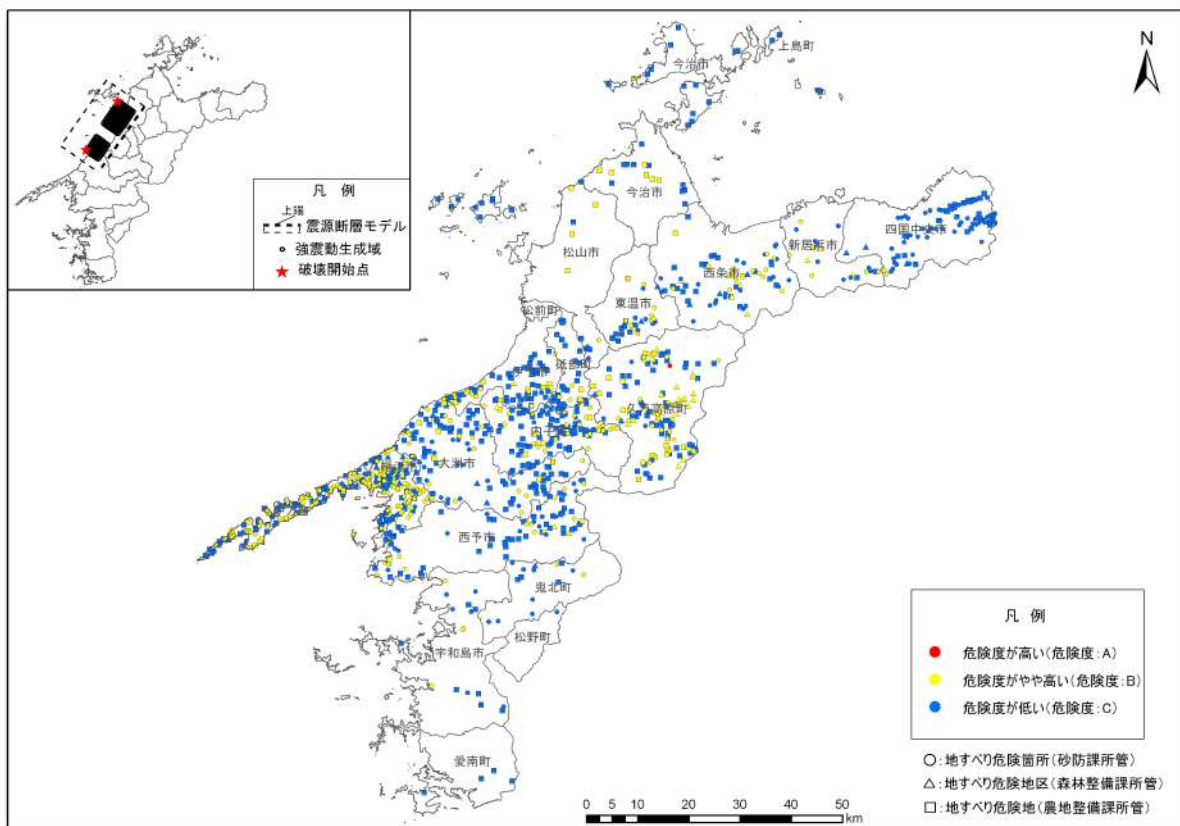 凡 例
上端
震源断層モデル
強震動生成域
破壊開始点
上島町
今治市
N
今治市
四国中央市
新居浜市
松山市
西条市
東温市
松前町
砥部町
久万高原町
内子町
大洲市
西予市
鬼北町
松野町
宇和島市
愛南町
凡 例
危険度が高い(危険度:A)
危険度がやや高い(危険度:B)
危険度が低い(危険度:C)
○:地すべり危険箇所(砂防課所管)
△:地すべり危険地区(森林整備課所管)
□:地すべり危険地(農地整備課所管)
0 5 10 20 30 40 50
km